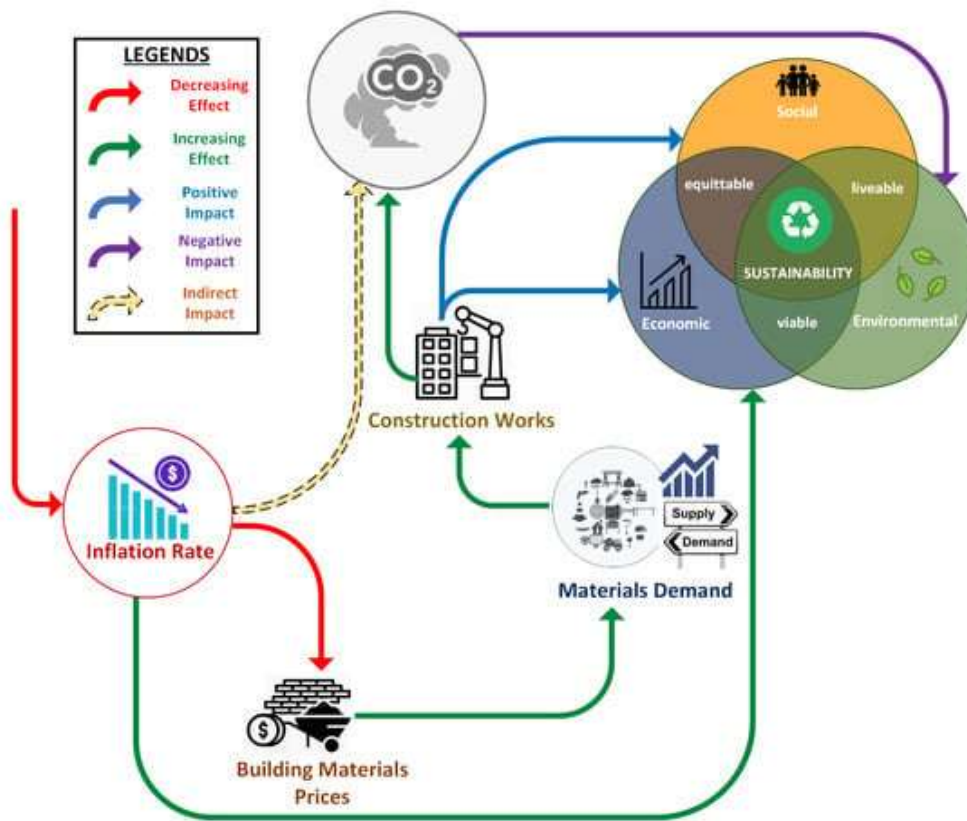 LEGENDS
Decreasing
Effect
Increasing
Effect
Positive
Impact
Negative
Impact
Indirect
Impact
CO2
Social
equittable
liveable
SUSTAINABILITY
Economic
viable
Environmental
Construction Works
$
Inflation Rate
Supply
Demand
Materials Demand
$
Building Materials
Prices